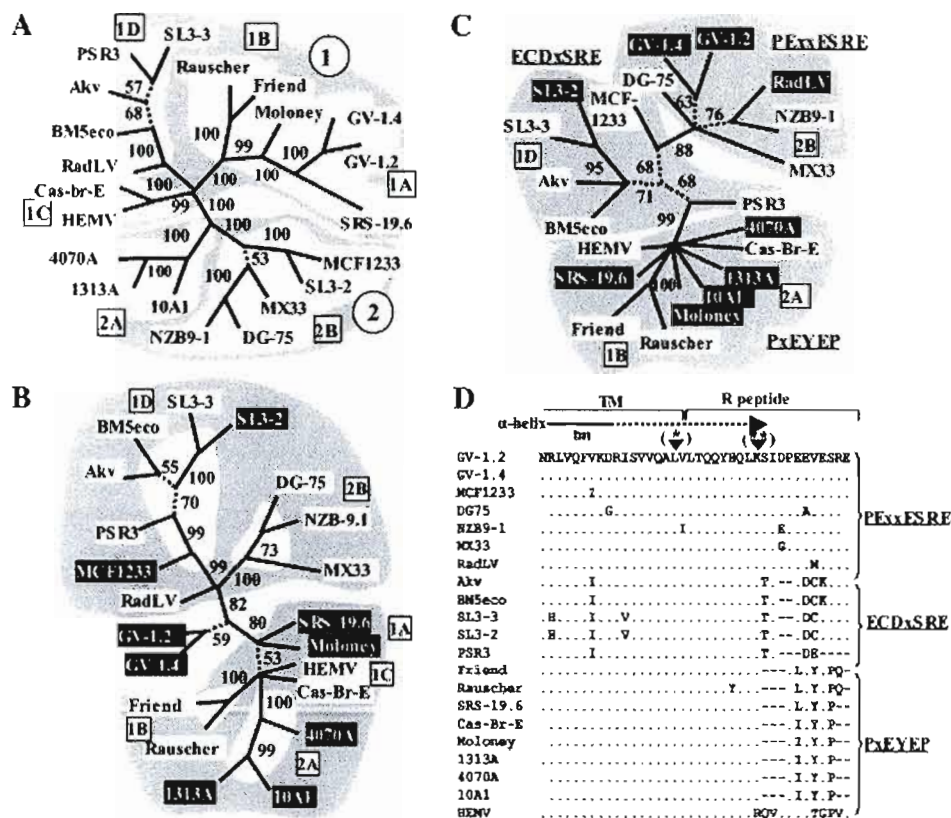 A
1D
SL3-3
PSR3
1B
Rauscher
1
Akv
57
68
Friend
Moloney
GV-1.4
BM5eco
100
100
99
100
GV-1.2
RadLV
100
100
100
1A
Cas-br-E
99
100
SRS-19.6
1C
HEMV
100
100
100
4070A
100
100
53
MCF1233
1313A
SL3-2
10A1
MX33
2A
NZB9-1
DG-75
2B
2
B
1D
SL3-3
SL3-2
BM5eco
Akv
55
100
DG-75
2B
70
NZB-9.1
PSR3
99
73
MX33
MCF1233
99
100
RadLV
82
SRS-19.6
1A
GV-1.2
59
80
Moloney
GV-1.4
53
HEMV
1C
100
Cas-Br-E
Friend
100
1B
4070A
Rauscher
99
2A
1313A
10A1
C
GV-1.4
GV-1.2
PExxESRE
ECDxSRE
DG-75
RadLV
SL3-2
MCF-1233
63
76
NZB9-1
SL3-3
2B
88
1D
95
68
MX33
Akv
71
68
PSR3
BM5eco
99
4070A
HEMV
Cas-Br-E
SRS-19.6
1313A
100
10A1
2A
Moloney
Friend
Rauscher
1B
PxEYEP
D
TM
R peptide
α-helix
GV-1.2 NRLVQFVKDRISVVQALVLTQQYHQLKSIDPEEVESRE
GV-1.4
MCF1233
DG75 G A
NZB9-1 I E
MX33 G
RadLV M
PExxESRE
Akv I T -- DCK
BM5eco I T -- DCK
SL3-3 H I V T -- DC
SL3-2 H I V T -- DC
PSR3 I T
ECDxSRE
Friend --- L.Y.PQ-
Rauscher Y --- L.Y.PQ-
SRS-19.6 --- L.Y.P--
Cas-Br-E --- I.Y.P--
Moloney --- I.Y.P--
1313A --- I.Y.P--
4070A --- I.Y.P--
10A1 --- I.Y.P--
HEMV RQV TGPV
PxEYEP